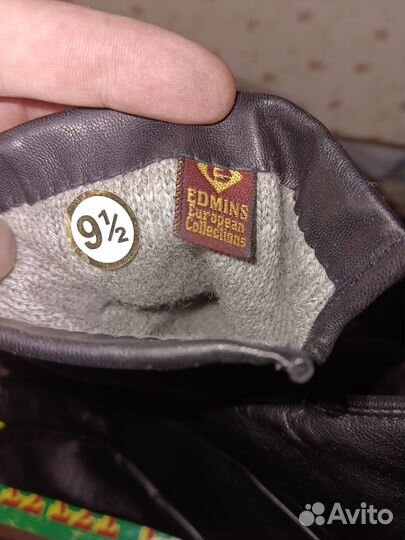 9½
E
EDMINS
European
Collections
Avito